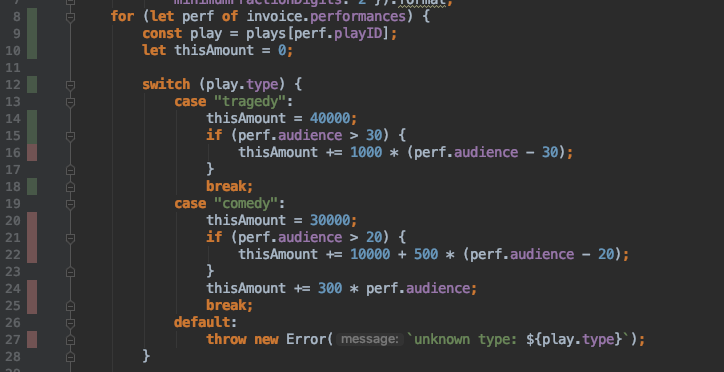 minimumFractionDigits: 2 }).format;
8 for (let perf of invoice.performances) {
9 const play = plays[perf.playID];
10 let thisAmount = 0;
11
12 switch (play.type) {
13 case "tragedy":
14 thisAmount = 40000;
15 if (perf.audience > 30) {
16 thisAmount += 1000 * (perf.audience - 30);
17 }
18 break;
19 case "comedy":
20 thisAmount = 30000;
21 if (perf.audience > 20) {
22 thisAmount += 10000 + 500 * (perf.audience - 20);
23 }
24 thisAmount += 300 * perf.audience;
25 break;
26 default:
27 throw new Error( message: `unknown type: ${play.type}`);
28 }